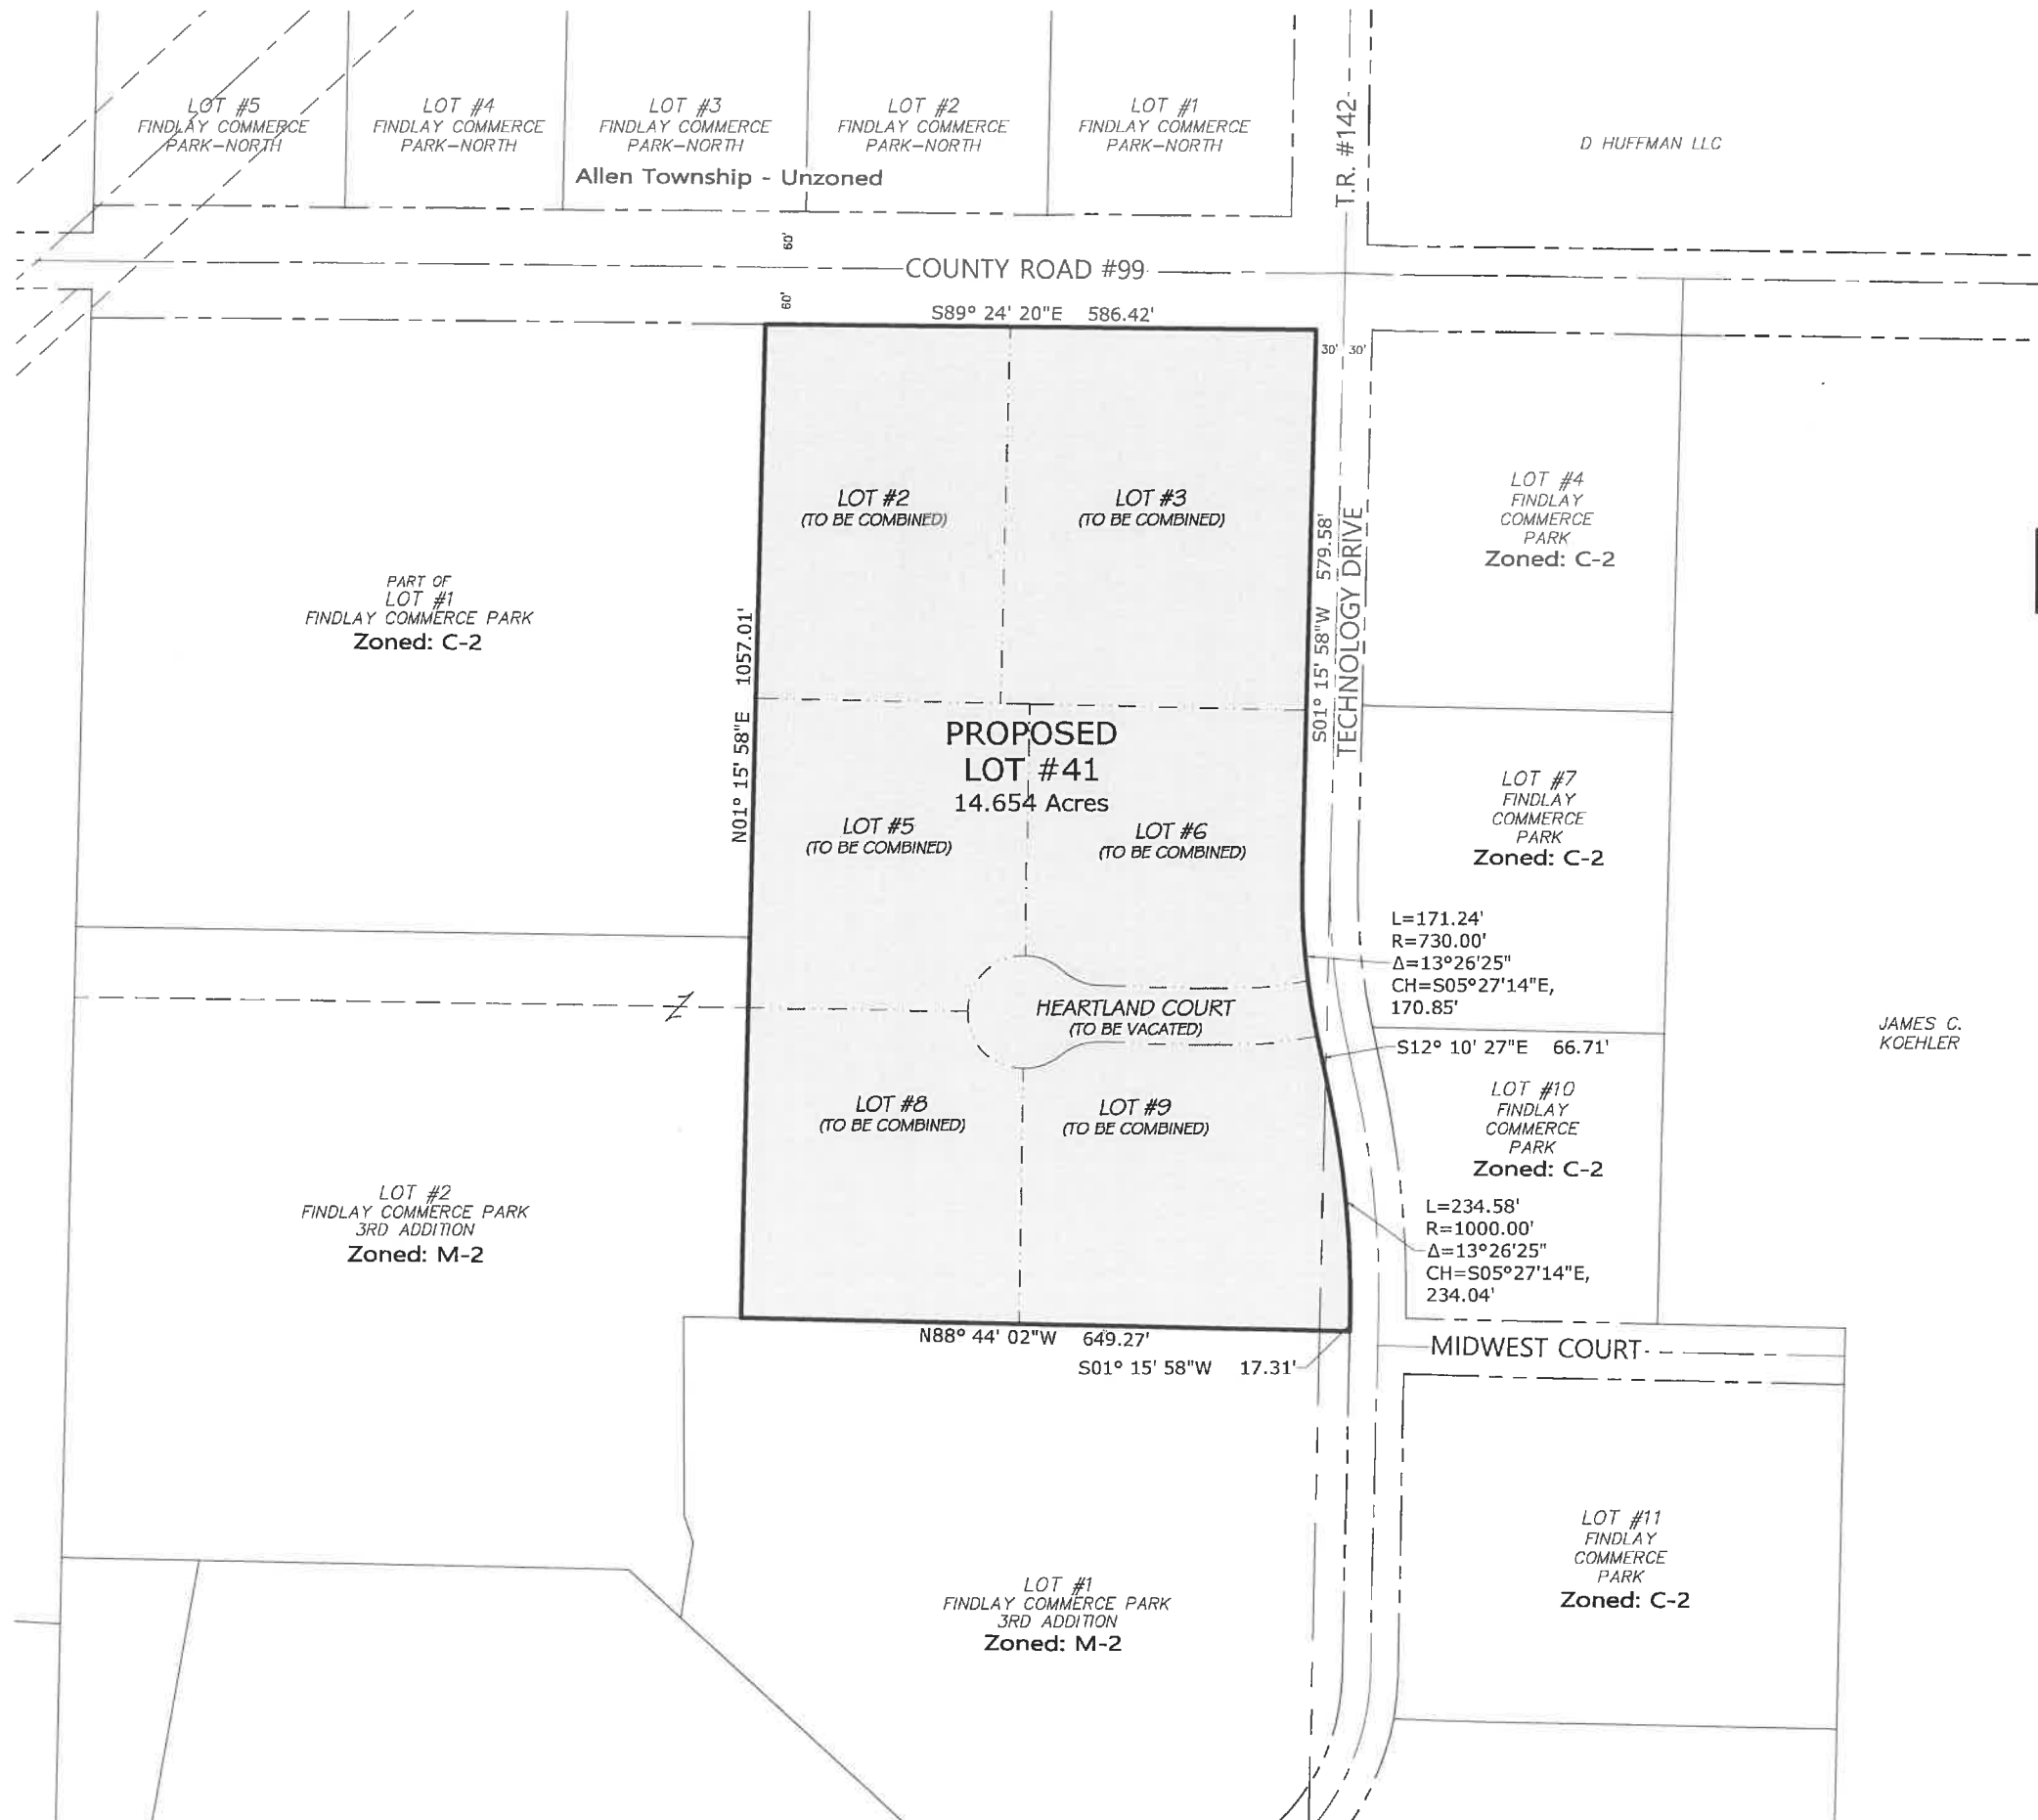 LOT #5
FINDLAY COMMERCE
PARK-NORTH
LOT #4
FINDLAY COMMERCE
PARK-NORTH
LOT #3
FINDLAY COMMERCE
PARK-NORTH
LOT #2
FINDLAY COMMERCE
PARK-NORTH
LOT #1
FINDLAY COMMERCE
PARK-NORTH
Allen Township - Unzoned
T.R. #142
D HUFFMAN LLC
60'
COUNTY ROAD #99
60'
S89° 24' 20"E 586.42'
30' 30'
LOT #2
(TO BE COMBINED)
LOT #3
(TO BE COMBINED)
S01° 15' 58"W 579.58'
TECHNOLOGY DRIVE
LOT #4
FINDLAY
COMMERCE
PARK
Zoned: C-2
PART OF
LOT #1
FINDLAY COMMERCE PARK
Zoned: C-2
N01° 15' 58"E 1057.01'
PROPOSED
LOT #41
14.654 Acres
LOT #5
(TO BE COMBINED)
LOT #6
(TO BE COMBINED)
LOT #7
FINDLAY
COMMERCE
PARK
Zoned: C-2
L=171.24'
R=730.00'
Δ=13°26'25"
CH=S05°27'14"E,
170.85'
HEARTLAND COURT
(TO BE VACATED)
S12° 10' 27"E 66.71'
JAMES C.
KOEHLER
LOT #8
(TO BE COMBINED)
LOT #9
(TO BE COMBINED)
LOT #10
FINDLAY
COMMERCE
PARK
Zoned: C-2
LOT #2
FINDLAY COMMERCE PARK
3RD ADDITION
Zoned: M-2
L=234.58'
R=1000.00'
Δ=13°26'25"
CH=S05°27'14"E,
234.04'
N88° 44' 02"W 649.27'
S01° 15' 58"W 17.31'
MIDWEST COURT
LOT #11
FINDLAY
COMMERCE
PARK
Zoned: C-2
LOT #1
FINDLAY COMMERCE PARK
3RD ADDITION
Zoned: M-2